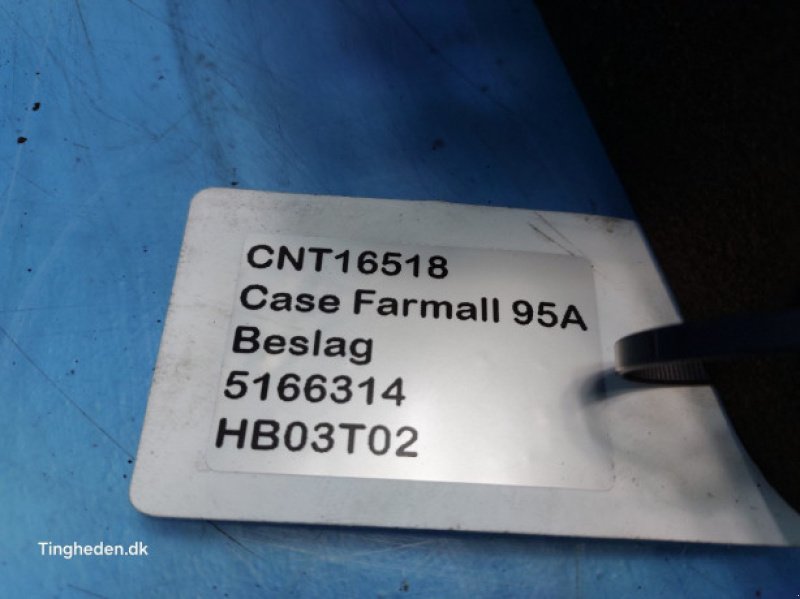 CNT16518
Case Farmall 95A
Beslag
5166314
HB03T02
Tingheden.dk